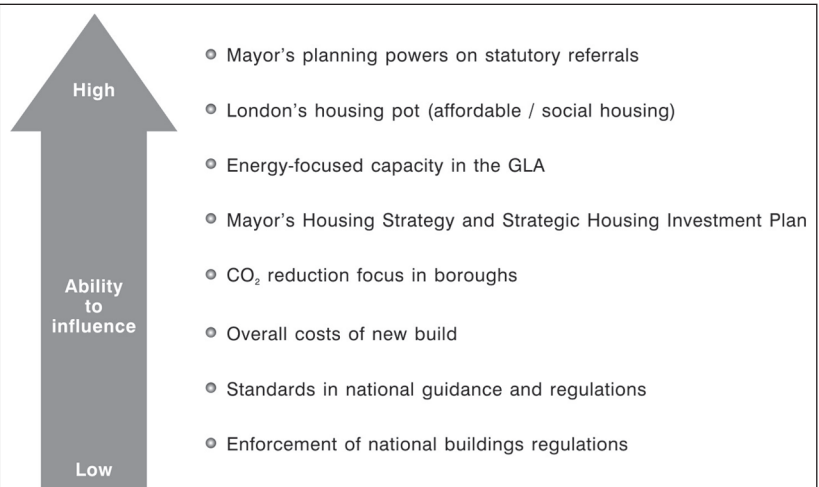 High
Ability
to
influence
Low
Mayor's planning powers on statutory referrals
London's housing pot (affordable / social housing)
Energy-focused capacity in the GLA
Mayor's Housing Strategy and Strategic Housing Investment Plan
CO₂ reduction focus in boroughs
Overall costs of new build
Standards in national guidance and regulations
Enforcement of national buildings regulations